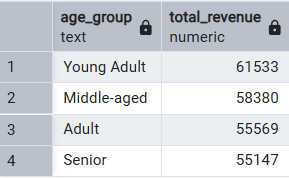 age_group total_revenue
text numeric
1 Young Adult 61533
2 Middle-aged 58380
3 Adult 55569
4 Senior 55147